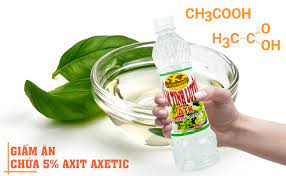 CH3COOH
O
H3C-C
OH
GIẤM ĂN
CHỨA 5% AXIT AXETIC